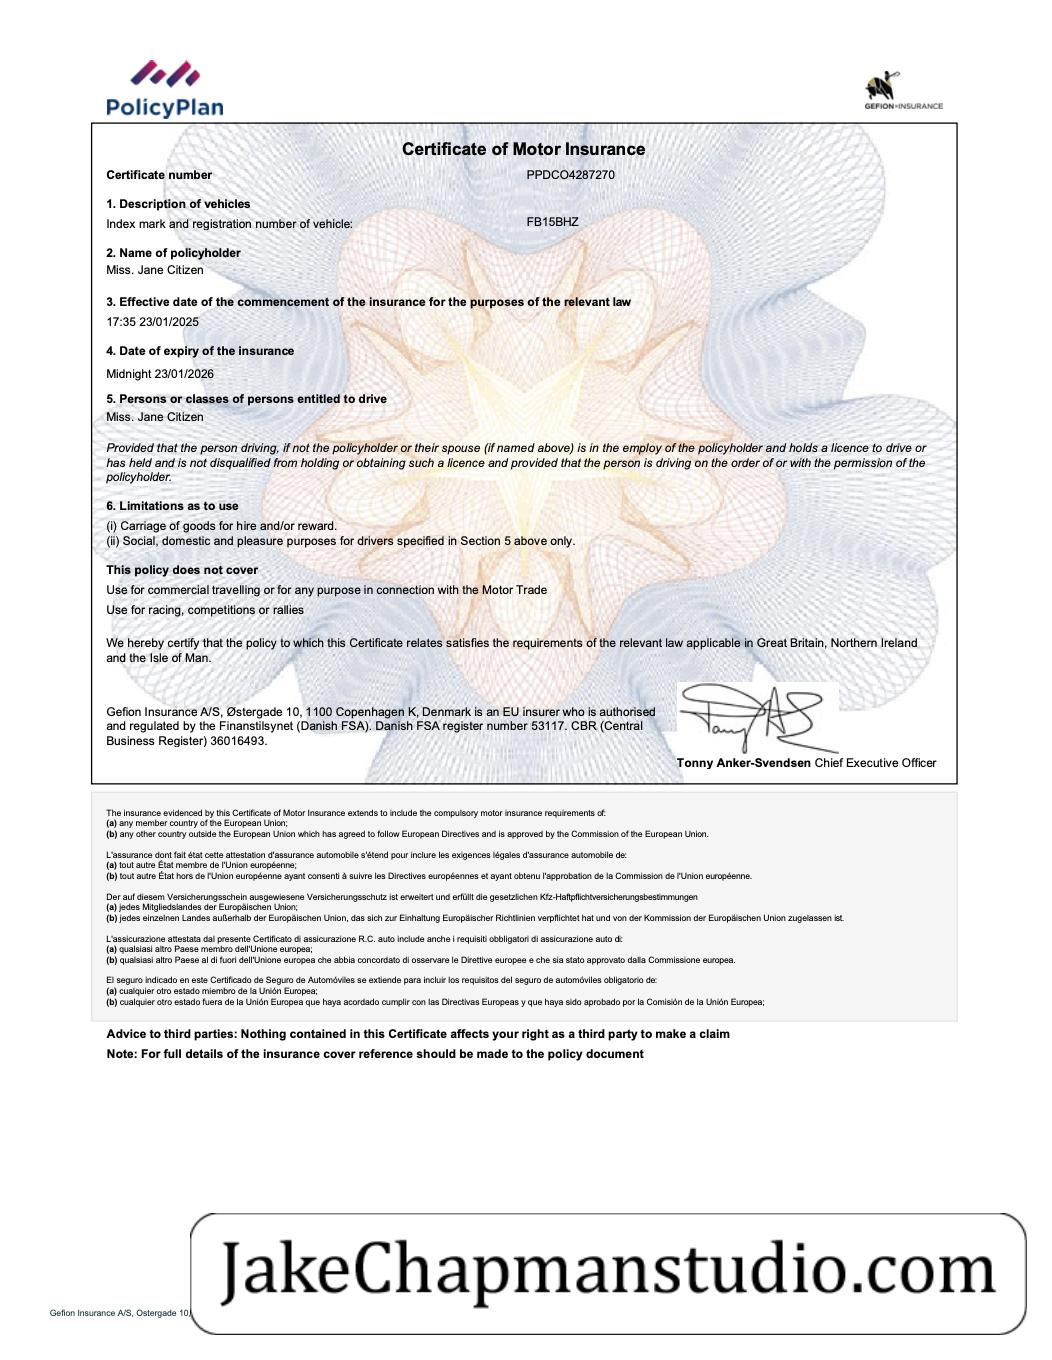 PolicyPlan
GEFION INSURANCE
Certificate of Motor Insurance
Certificate number PPDCO4287270
1. Description of vehicles
Index mark and registration number of vehicle: FB15BHZ
2. Name of policyholder
Miss. Jane Citizen
3. Effective date of the commencement of the insurance for the purposes of the relevant law
17:35 23/01/2025
4. Date of expiry of the insurance
Midnight 23/01/2026
5. Persons or classes of persons entitled to drive
Miss. Jane Citizen
Provided that the person driving, if not the policyholder or their spouse (if named above) is in the employ of the policyholder and holds a licence to drive or
has held and is not disqualified from holding or obtaining such a licence and provided that the person is driving on the order of or with the permission of the
policyholder.
6. Limitations as to use
(i) Carriage of goods for hire and/or reward.
(ii) Social, domestic and pleasure purposes for drivers specified in Section 5 above only.
This policy does not cover
Use for commercial travelling or for any purpose in connection with the Motor Trade
Use for racing, competitions or rallies
We hereby certify that the policy to which this Certificate relates satisfies the requirements of the relevant law applicable in Great Britain, Northern Ireland
and the Isle of Man.
Gefion Insurance A/S, Østergade 10, 1100 Copenhagen K, Denmark is an EU insurer who is authorised
and regulated by the Finanstilsynet (Danish FSA). Danish FSA register number 53117. CBR (Central
Business Register) 36016493.
Tonny Anker-Svendsen Chief Executive Officer
The insurance evidenced by this Certificate of Motor Insurance extends to include the compulsory motor insurance requirements of:
(a) any member country of the European Union;
(b) any other country outside the European Union which has agreed to follow European Directives and is approved by the Commission of the European Union.
L'assurance dont fait état cette attestation d'assurance automobile s'étend pour inclure les exigences légales d'assurance automobile de:
(a) tout autre État membre de l'Union européenne;
(b) tout autre État hors de l'Union européenne ayant consenti à suivre les Directives européennes et ayant obtenu l'approbation de la Commission de l'Union européenne.
Der auf diesem Versicherungsschein ausgewiesene Versicherungsschutz ist erweitert und erfüllt die gesetzlichen Kfz-Haftpflichtversicherungsbestimmungen
(a) jedes Mitgliedslandes der Europäischen Union;
(b) jedes einzelnen Landes außerhalb der Europäischen Union, das sich zur Einhaltung Europäischer Richtlinien verpflichtet hat und von der Kommission der Europäischen Union zugelassen ist.
L'assicurazione attestata dal presente Certificato di assicurazione R.C. auto include anche i requisiti obbligatori di assicurazione auto di:
(a) qualsiasi altro Paese membro dell'Unione europea;
(b) qualsiasi altro Paese al di fuori dell'Unione europea che abbia concordato di osservare le Direttive europee e che sia stato approvato dalla Commissione europea.
El seguro indicado en este Certificado de Seguro de Automóviles se extiende para incluir los requisitos del seguro de automóviles obligatorio de:
(a) cualquier otro estado miembro de la Unión Europea;
(b) cualquier otro estado fuera de la Unión Europea que haya acordado cumplir con las Directivas Europeas y que haya sido aprobado por la Comisión de la Unión Europea;
Advice to third parties: Nothing contained in this Certificate affects your right as a third party to make a claim
Note: For full details of the insurance cover reference should be made to the policy document
JakeChapmanstudio.com
Gefion Insurance A/S, Ostergade 10,